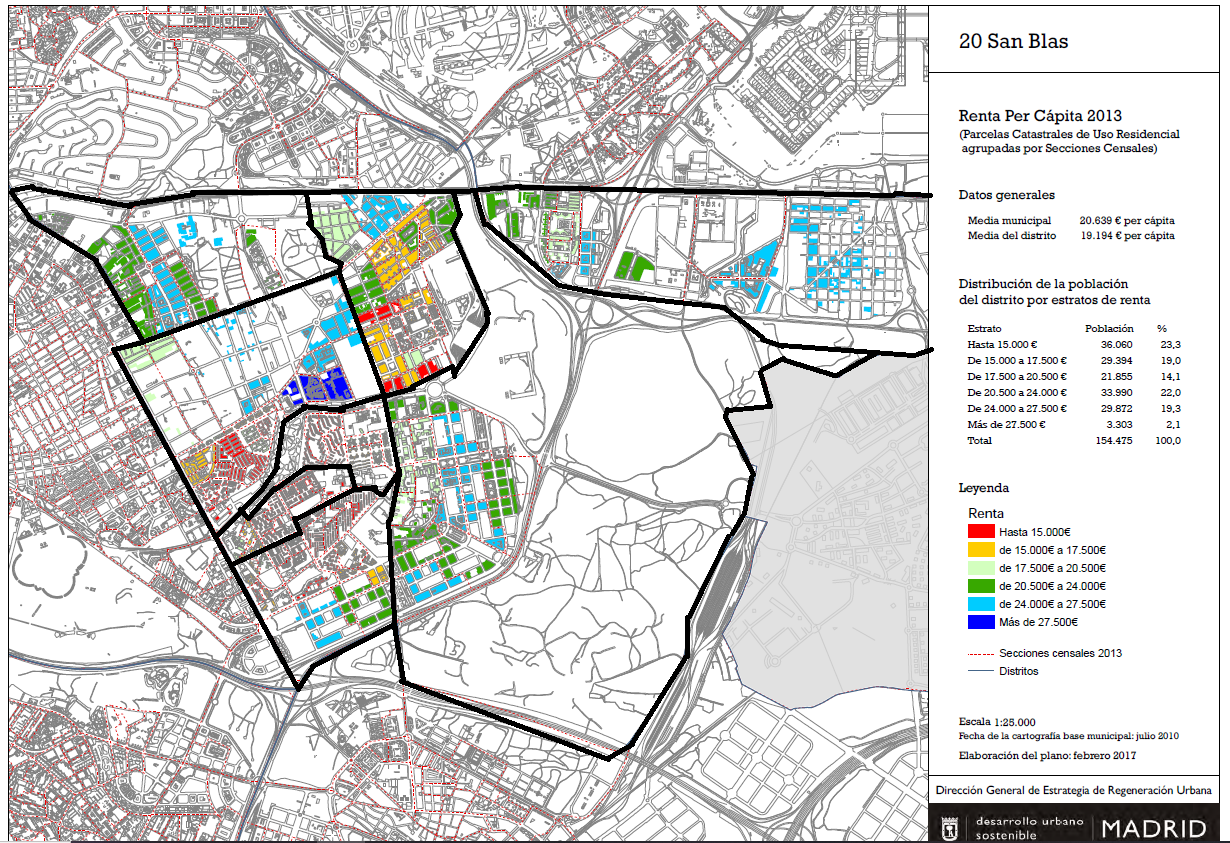 20 San Blas
Renta Per Cápita 2013
(Parcelas Catastrales de Uso Residencial
agrupadas por Secciones Censales)
Datos generales
Media municipal 20.639 € per cápita
Media del distrito 19.194 € per cápita
Distribución de la población
del distrito por estratos de renta
Estrato Población %
Hasta 15.000 € 36.060 23,3
De 15.000 a 17.500 € 29.394 19,0
De 17.500 a 20.500 € 21.855 14,1
De 20.500 a 24.000 € 33.990 22,0
De 24.000 a 27.500 € 29.872 19,3
Más de 27.500 € 3.303 2,1
Total 154.475 100,0
Leyenda
Renta
Hasta 15.000€
de 15.000€ a 17.500€
de 17.500€ a 20.500€
de 20.500€ a 24.000€
de 24.000€ a 27.500€
Más de 27.500€
Secciones censales 2013
Distritos
Escala 1:25.000
Fecha de la cartografía base municipal: julio 2010
Elaboración del plano: febrero 2017
Dirección General de Estrategia de Regeneración Urbana
desarrollo urbano
sostenible
MADRID